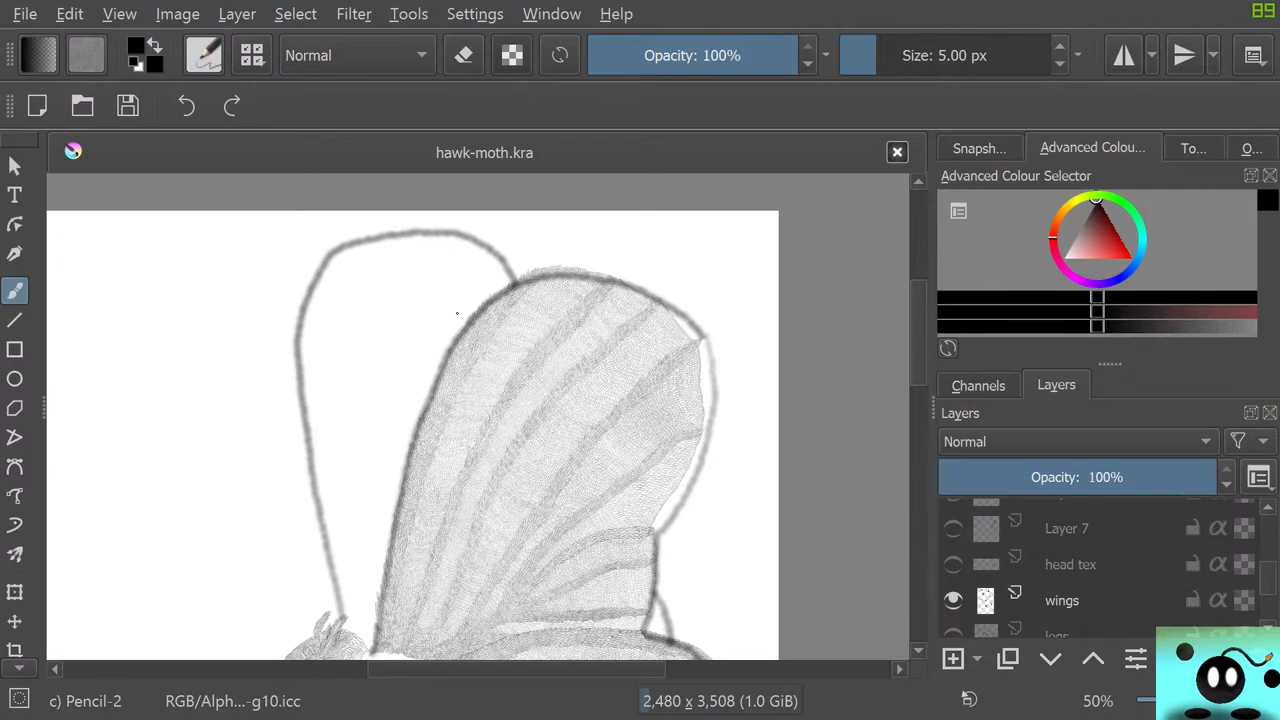 File Edit View Image Layer Select Filter Tools Settings Window Help
89
Normal Opacity: 100% Size: 5.00 px
hawk-moth.kra
Snapsh... Advanced Colou... To... O...
Advanced Colour Selector
Channels Layers
Layers
Normal
Opacity: 100%
Layer 7
head tex
wings
legs
c) Pencil-2 RGB/Alph...-g10.icc 2,480 x 3,508 (1.0 GiB) 50%
T